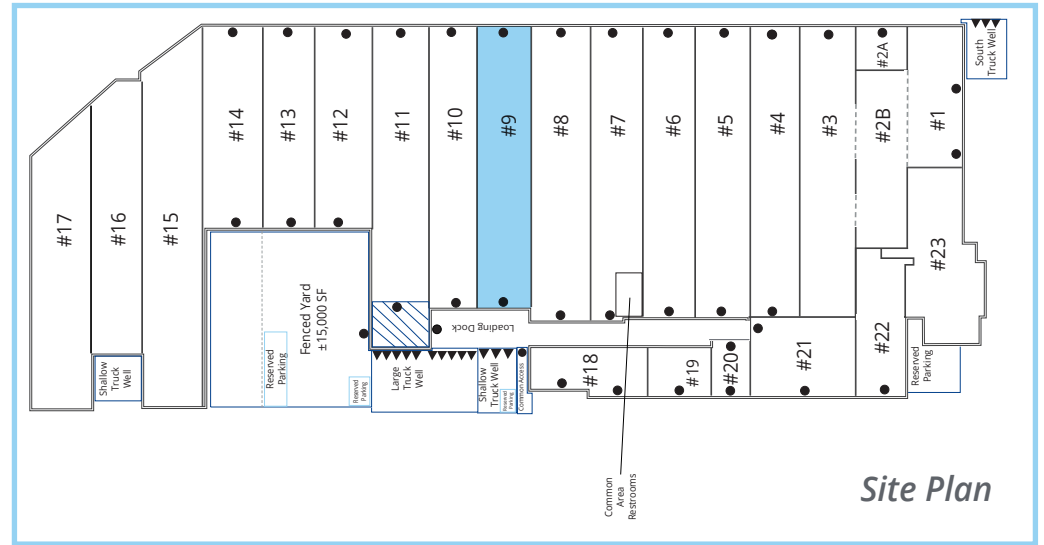 #17
#16
#15
#14
#13
#12
#11
#10
#9
#8
#7
#6
#5
#4
#3
#2A
#2B
#1
South
Truck Well
#23
#22
#21
#20
#19
#18
Fenced Yard
±15,000 SF
Reserved
Parking
Reserved
Parking
Shallow
Truck
Well
Large
Truck
Well
Loading Dock
Shallow
Truck Well
Reserved
Parking
Common Access
Reserved
Parking
Common
Area
Restrooms
Site Plan